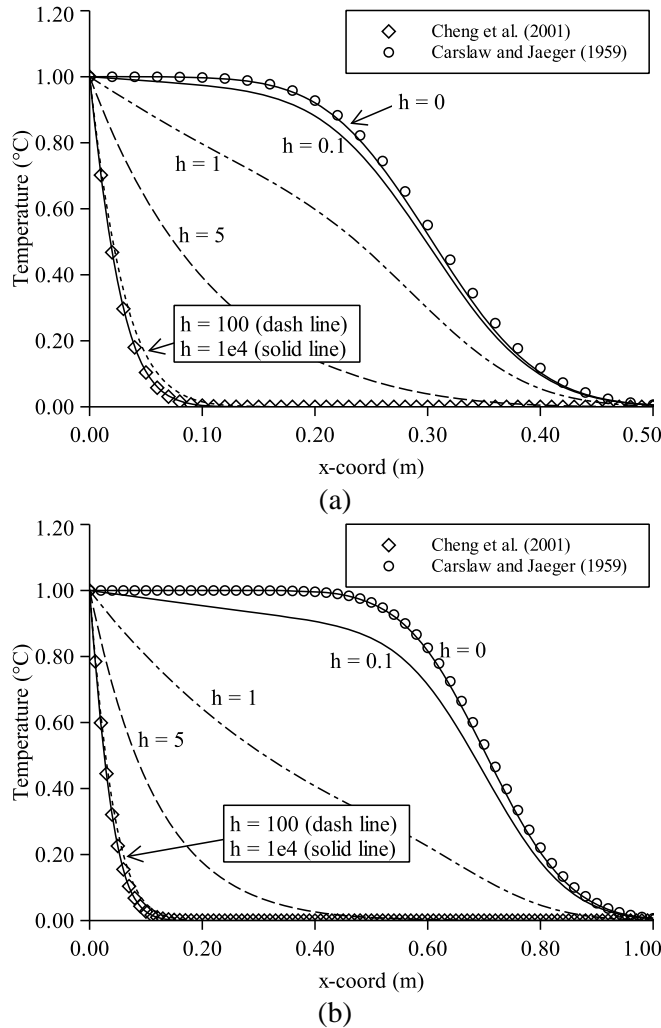 Cheng et al. (2001)
Carslaw and Jaeger (1959)
1.20
1.00
0.80
0.60
0.40
0.20
0.00
Temperature (°C)
h = 0
h = 0.1
h = 1
h = 5
h = 100 (dash line)
h = 1e4 (solid line)
0.00 0.10 0.20 0.30 0.40 0.50
x-coord (m)
(a)
Cheng et al. (2001)
Carslaw and Jaeger (1959)
1.20
1.00
0.80
0.60
0.40
0.20
0.00
Temperature (°C)
h = 0
h = 0.1
h = 1
h = 5
h = 100 (dash line)
h = 1e4 (solid line)
0.00 0.20 0.40 0.60 0.80 1.00
x-coord (m)
(b)